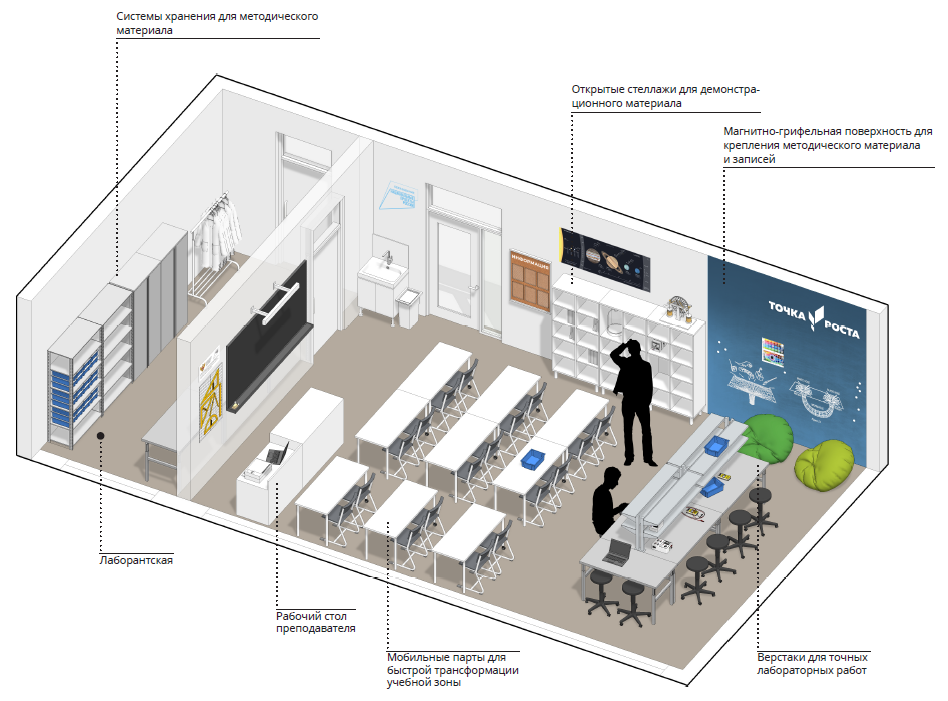 Системы хранения для методического
материала
Открытые стеллажи для демонстра-
ционного материала
Магнитно-грифельная поверхность для
крепления методического материала
и записей
ИНФОРМАЦИЯ
ТОЧКА РОСТА
Лаборантская
Рабочий стол
преподавателя
Мобильные парты для
быстрой трансформации
учебной зоны
Верстаки для точных
лабораторных работ